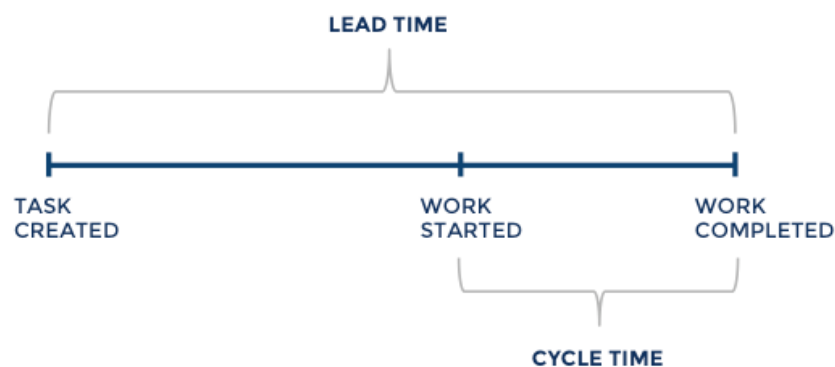 LEAD TIME
TASK
CREATED
WORK
STARTED
WORK
COMPLETED
CYCLE TIME